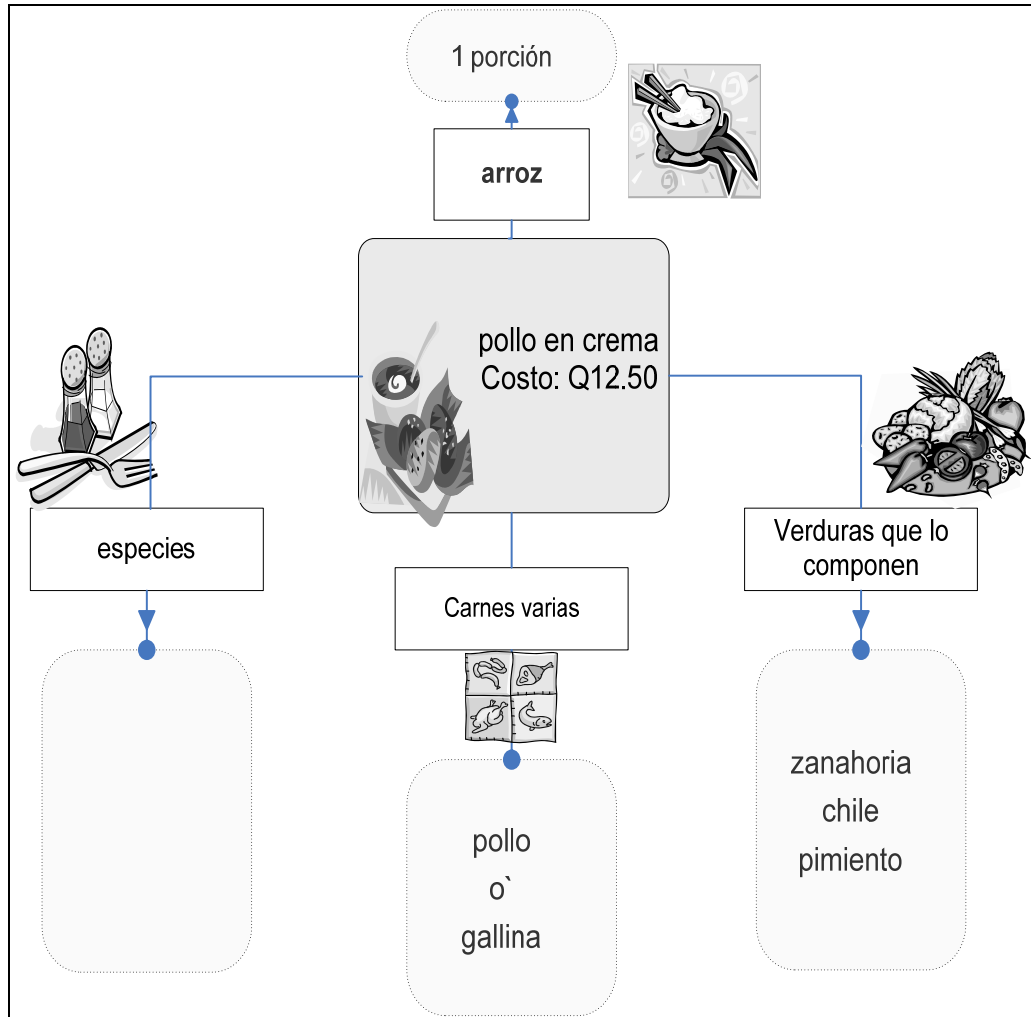 1 porción
arroz
pollo en crema
Costo: Q12.50
especies
Carnes varias
Verduras que lo
componen
pollo
o`
gallina
zanahoria
chile
pimiento